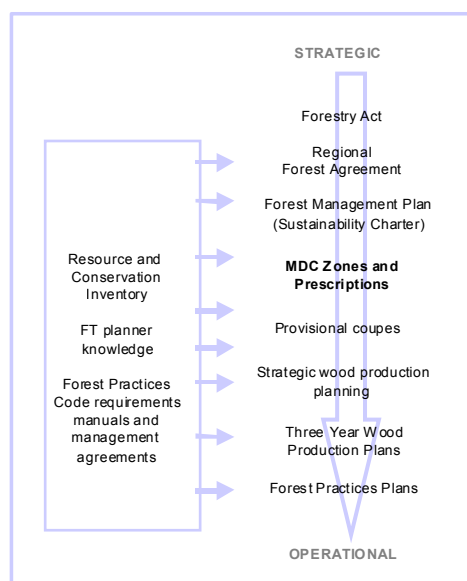 STRATEGIC
Forestry Act
Regional
Forest Agreement
Forest Management Plan
(Sustainability Charter)
MDC Zones and
Prescriptions
Provisional coupes
Strategic wood production
planning
Three Year Wood
Production Plans
Forest Practices Plans
OPERATIONAL
Resource and
Conservation
Inventory
FT planner
knowledge
Forest Practices
Code requirements
manuals and
management
agreements